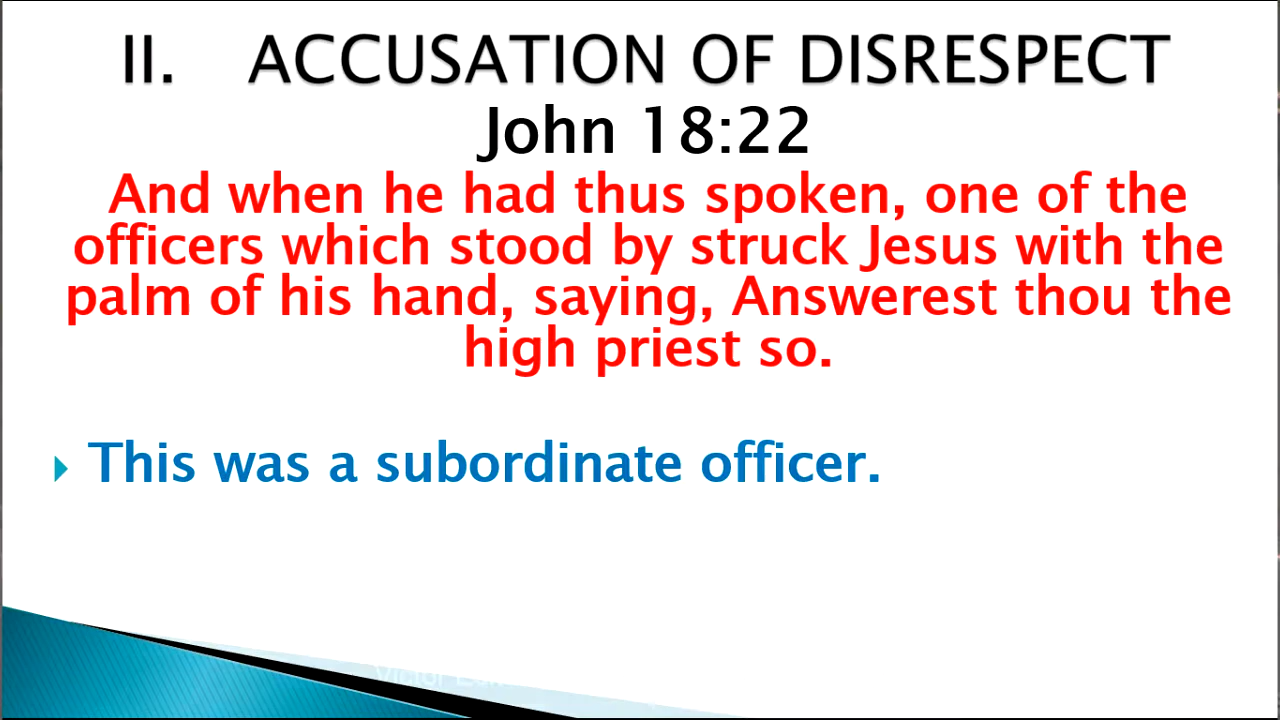 II. ACCUSATION OF DISRESPECT
John 18:22
And when he had thus spoken, one of the
officers which stood by struck Jesus with the
palm of his hand, saying, Answerest thou the
high priest so.
This was a subordinate officer.
Victor